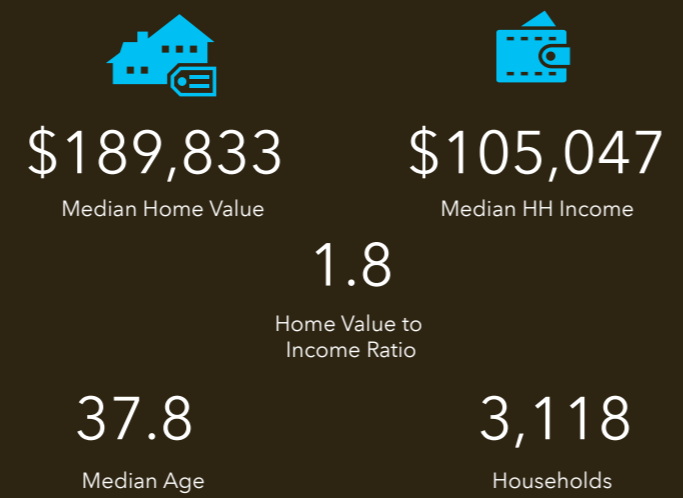 $189,833
$105,047
Median Home Value
Median HH Income
1.8
Home Value to
Income Ratio
37.8
3,118
Median Age
Households